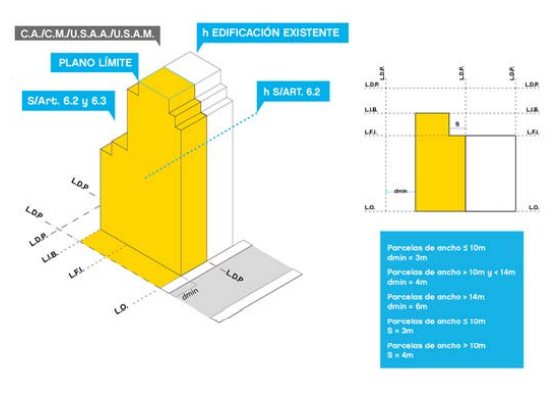 C.A./C.M./U.S.A.A./U.S.A.M.
h EDIFICACIÓN EXISTENTE
PLANO LÍMITE
S/Art. 6.2 y 6.3
h S/ART. 6.2
L.D.P
L.D.P
L.D.P.
L.I.B.
L.F.I.
L.O.
dmin
L.D.P
L.D.P.
L.D.P.
L.D.P.
L.D.P.
L.D.P.
L.I.B.
L.I.B.
S
L.F.I.
L.F.I.
dmin
L.O.
L.O.
Parcelas de ancho ≤ 10m
dmin = 3m
Parcelas de ancho > 10m y < 14m
dmin = 4m
Parcelas de ancho > 14m
dmin = 6m
Parcelas de ancho ≤ 10m
S = 3m
Parcelas de ancho > 10m
S = 4m